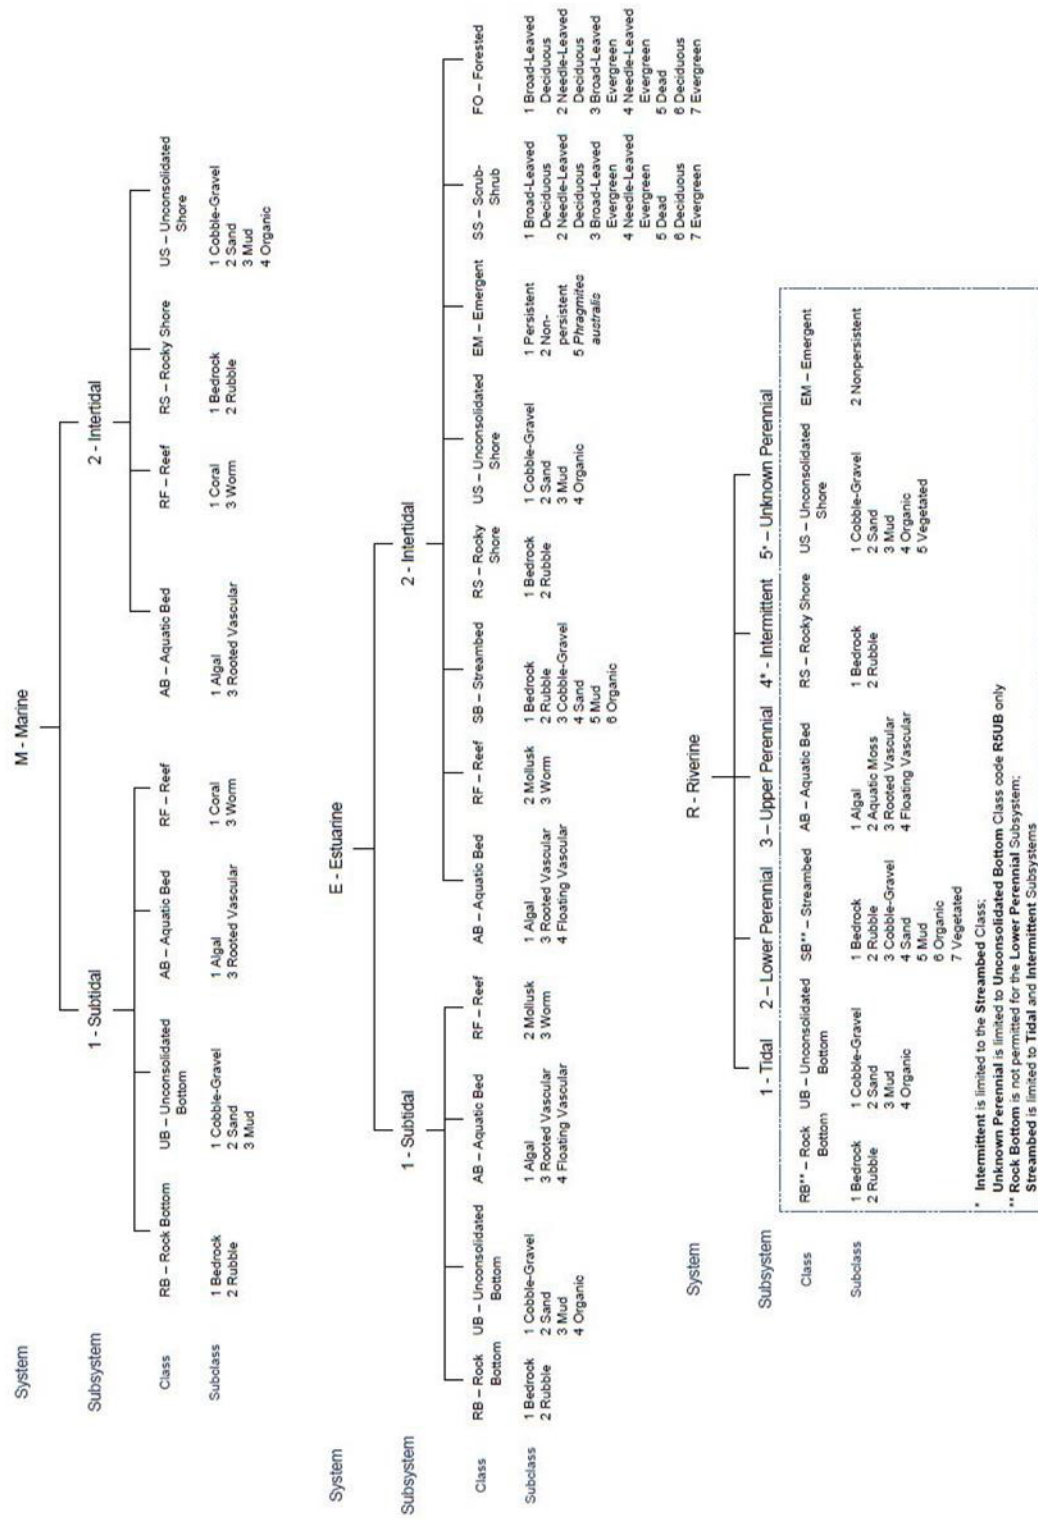 System
M - Marine
Subsystem
1 - Subtidal
2 - Intertidal
Class
RB – Rock Bottom
UB – Unconsolidated
Bottom
AB – Aquatic Bed
RF – Reef
AB – Aquatic Bed
RF – Reef
RS – Rocky Shore
US – Unconsolidated
Shore
Subclass
1 Bedrock
2 Rubble
1 Cobble-Gravel
2 Sand
3 Mud
1 Algal
3 Rooted Vascular
1 Coral
3 Worm
1 Algal
3 Rooted Vascular
1 Coral
3 Worm
1 Bedrock
2 Rubble
1 Cobble-Gravel
2 Sand
3 Mud
4 Organic
System
E - Estuarine
Subsystem
1 - Subtidal
2 - Intertidal
Class
RB – Rock
Bottom
UB – Unconsolidated
Bottom
AB – Aquatic Bed
RF – Reef
AB – Aquatic Bed
RF – Reef
SB – Streambed
RS – Rocky
Shore
US – Unconsolidated
Shore
EM – Emergent
SS – Scrub-
Shrub
FO – Forested
Subclass
1 Bedrock
2 Rubble
1 Cobble-Gravel
2 Sand
3 Mud
4 Organic
1 Algal
3 Rooted Vascular
4 Floating Vascular
2 Mollusk
3 Worm
1 Algal
3 Rooted Vascular
4 Floating Vascular
2 Mollusk
3 Worm
1 Bedrock
2 Rubble
3 Cobble-Gravel
4 Sand
5 Mud
6 Organic
1 Bedrock
2 Rubble
1 Cobble-Gravel
2 Sand
3 Mud
4 Organic
1 Persistent
2 Non-
persistent
5 Phragmites
australis
1 Broad-Leaved
Deciduous
2 Needle-Leaved
Deciduous
3 Broad-Leaved
Evergreen
4 Needle-Leaved
Evergreen
5 Dead
6 Deciduous
7 Evergreen
1 Broad-Leaved
Deciduous
2 Needle-Leaved
Deciduous
3 Broad-Leaved
Evergreen
4 Needle-Leaved
Evergreen
5 Dead
6 Deciduous
7 Evergreen
System
R - Riverine
Subsystem
1 - Tidal
2 – Lower Perennial
3 – Upper Perennial
4* - Intermittent
5* – Unknown Perennial
Class
RB** – Rock
Bottom
UB – Unconsolidated
Bottom
SB** – Streambed
AB – Aquatic Bed
RS – Rocky Shore
US – Unconsolidated
Shore
EM – Emergent
Subclass
1 Bedrock
2 Rubble
1 Cobble-Gravel
2 Sand
3 Mud
4 Organic
1 Bedrock
2 Rubble
3 Cobble-Gravel
4 Sand
5 Mud
6 Organic
7 Vegetated
1 Algal
2 Aquatic Moss
3 Rooted Vascular
4 Floating Vascular
1 Bedrock
2 Rubble
1 Cobble-Gravel
2 Sand
3 Mud
4 Organic
5 Vegetated
2 Nonpersistent
* Intermittent is limited to the Streambed Class;
Unknown Perennial is limited to Unconsolidated Bottom Class code R5UB only
** Rock Bottom is not permitted for the Lower Perennial Subsystem;
Streambed is limited to Tidal and Intermittent Subsystems